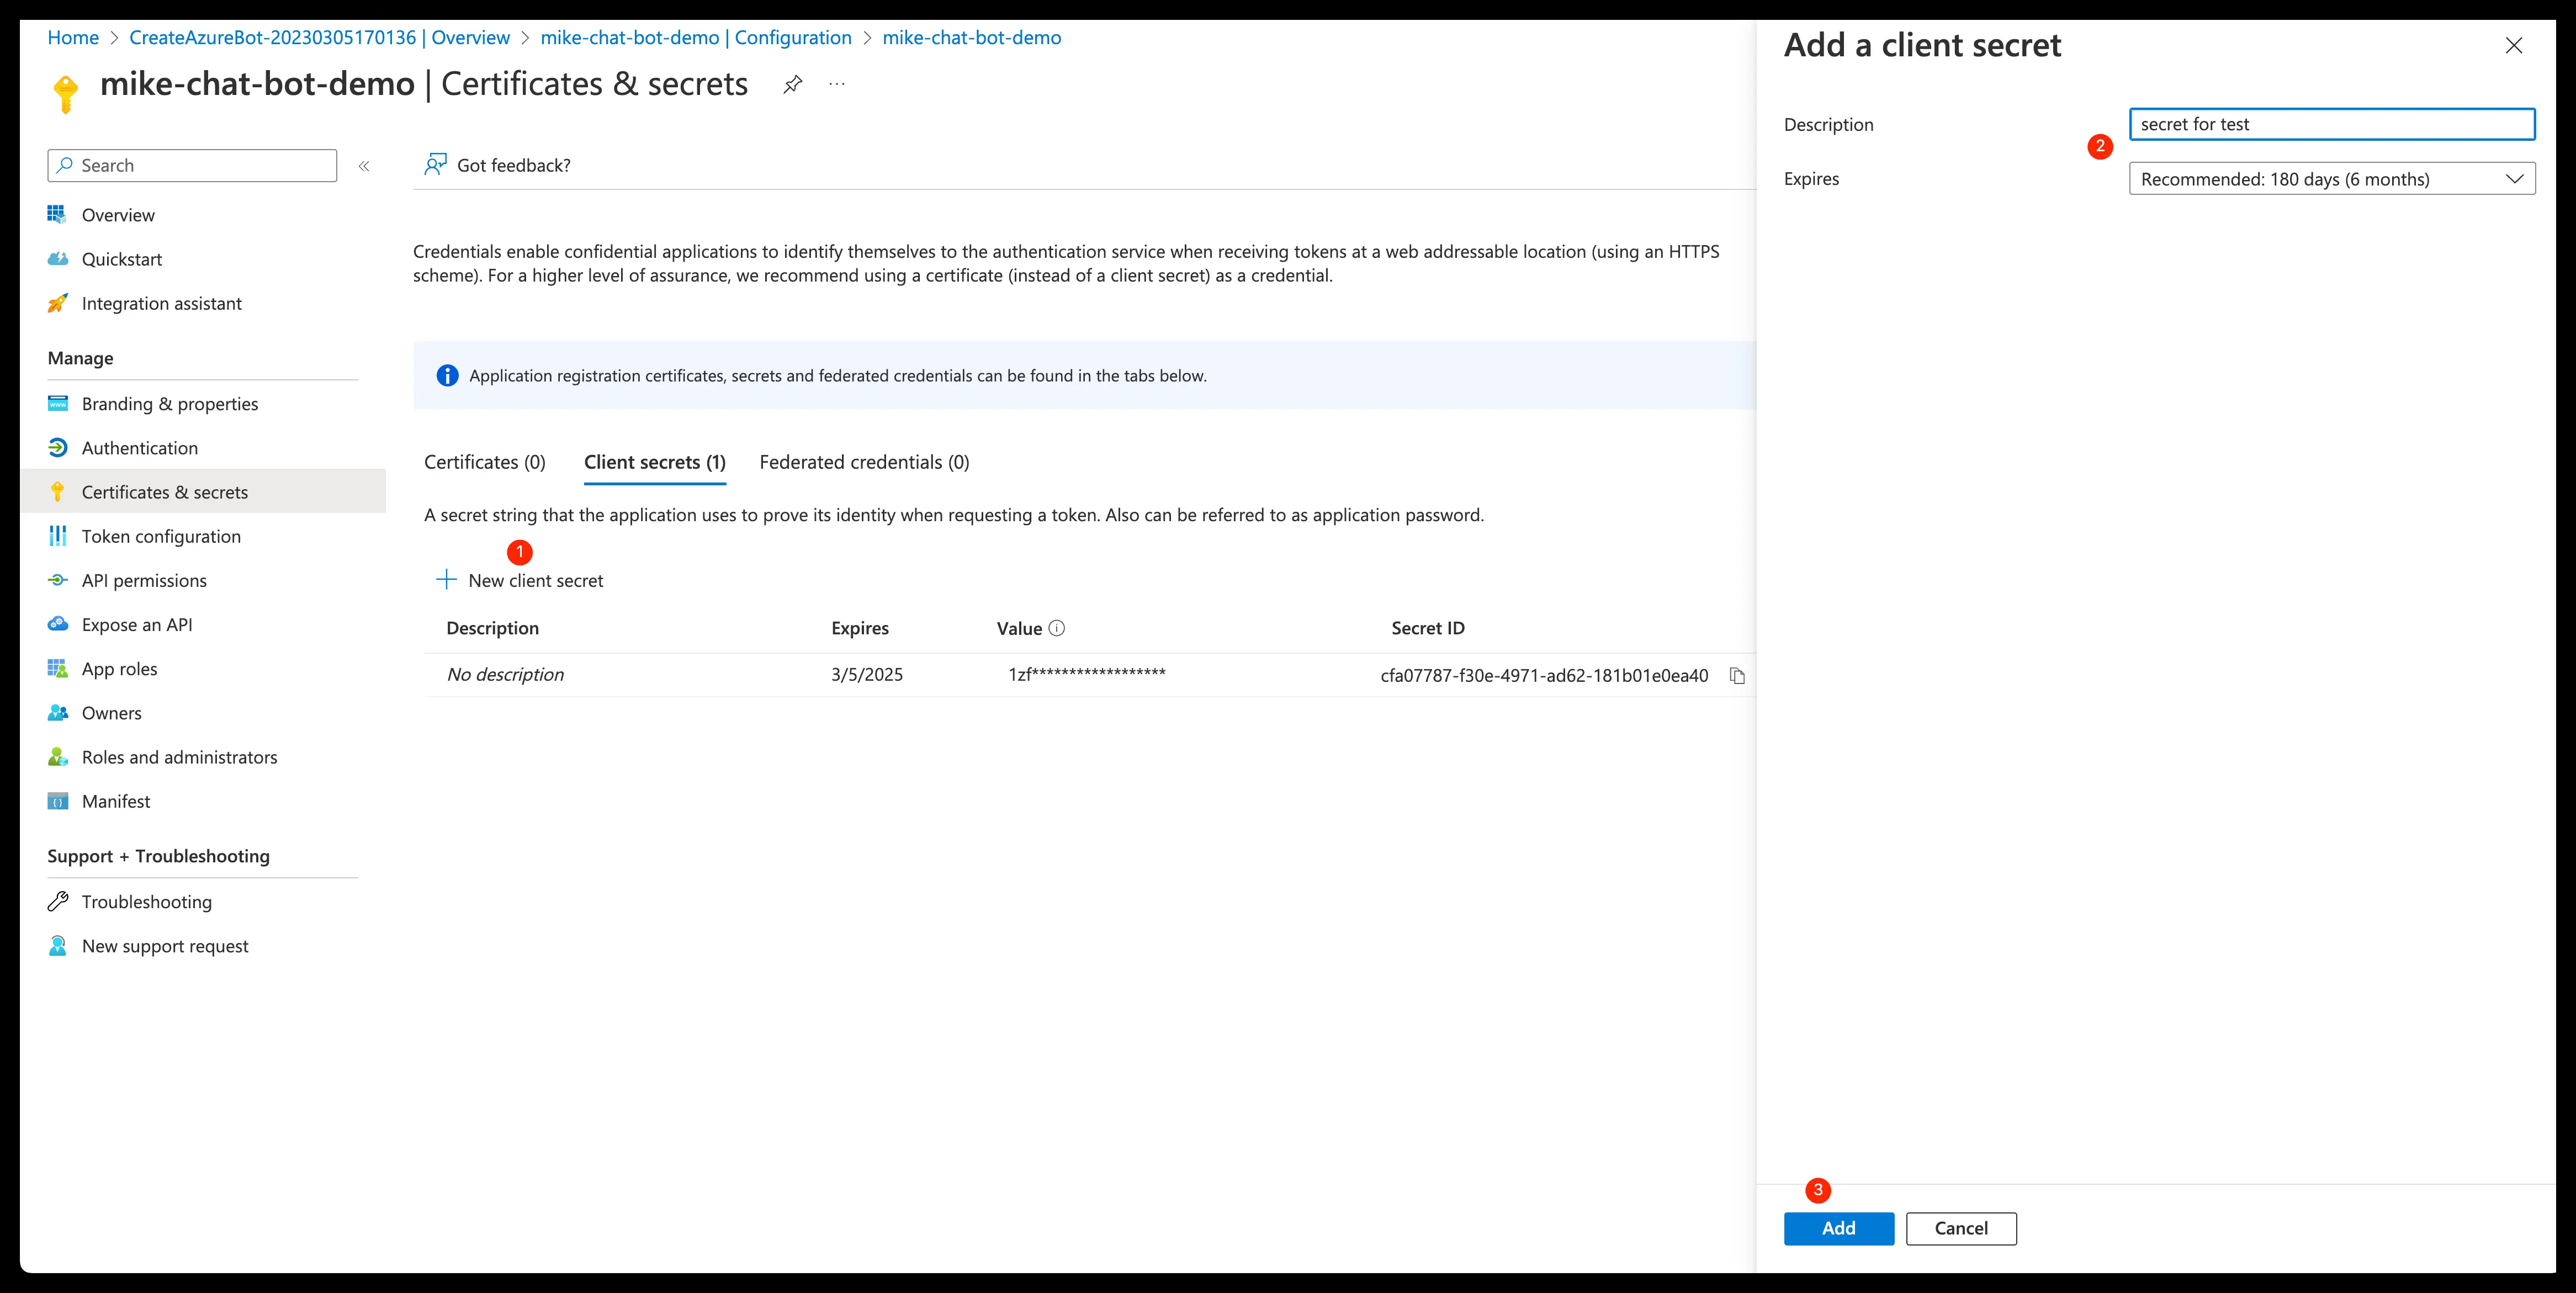 Home > CreateAzureBot-20230305170136 | Overview > mike-chat-bot-demo | Configuration > mike-chat-bot-demo
mike-chat-bot-demo | Certificates & secrets
Search
Overview
Quickstart
Integration assistant
Manage
Branding & properties
Authentication
Certificates & secrets
Token configuration
API permissions
Expose an API
App roles
Owners
Roles and administrators
Manifest
Support + Troubleshooting
Troubleshooting
New support request
Got feedback?
Credentials enable confidential applications to identify themselves to the authentication service when receiving tokens at a web addressable location (using an HTTPS
scheme). For a higher level of assurance, we recommend using a certificate (instead of a client secret) as a credential.
Application registration certificates, secrets and federated credentials can be found in the tabs below.
Certificates (0) Client secrets (1) Federated credentials (0)
A secret string that the application uses to prove its identity when requesting a token. Also can be referred to as application password.
1
New client secret
Description Expires Value Secret ID
No description 3/5/2025 1zf****************** cfa07787-f30e-4971-ad62-181b01e0ea40
Add a client secret
Description secret for test
2
Expires Recommended: 180 days (6 months)
3
Add Cancel